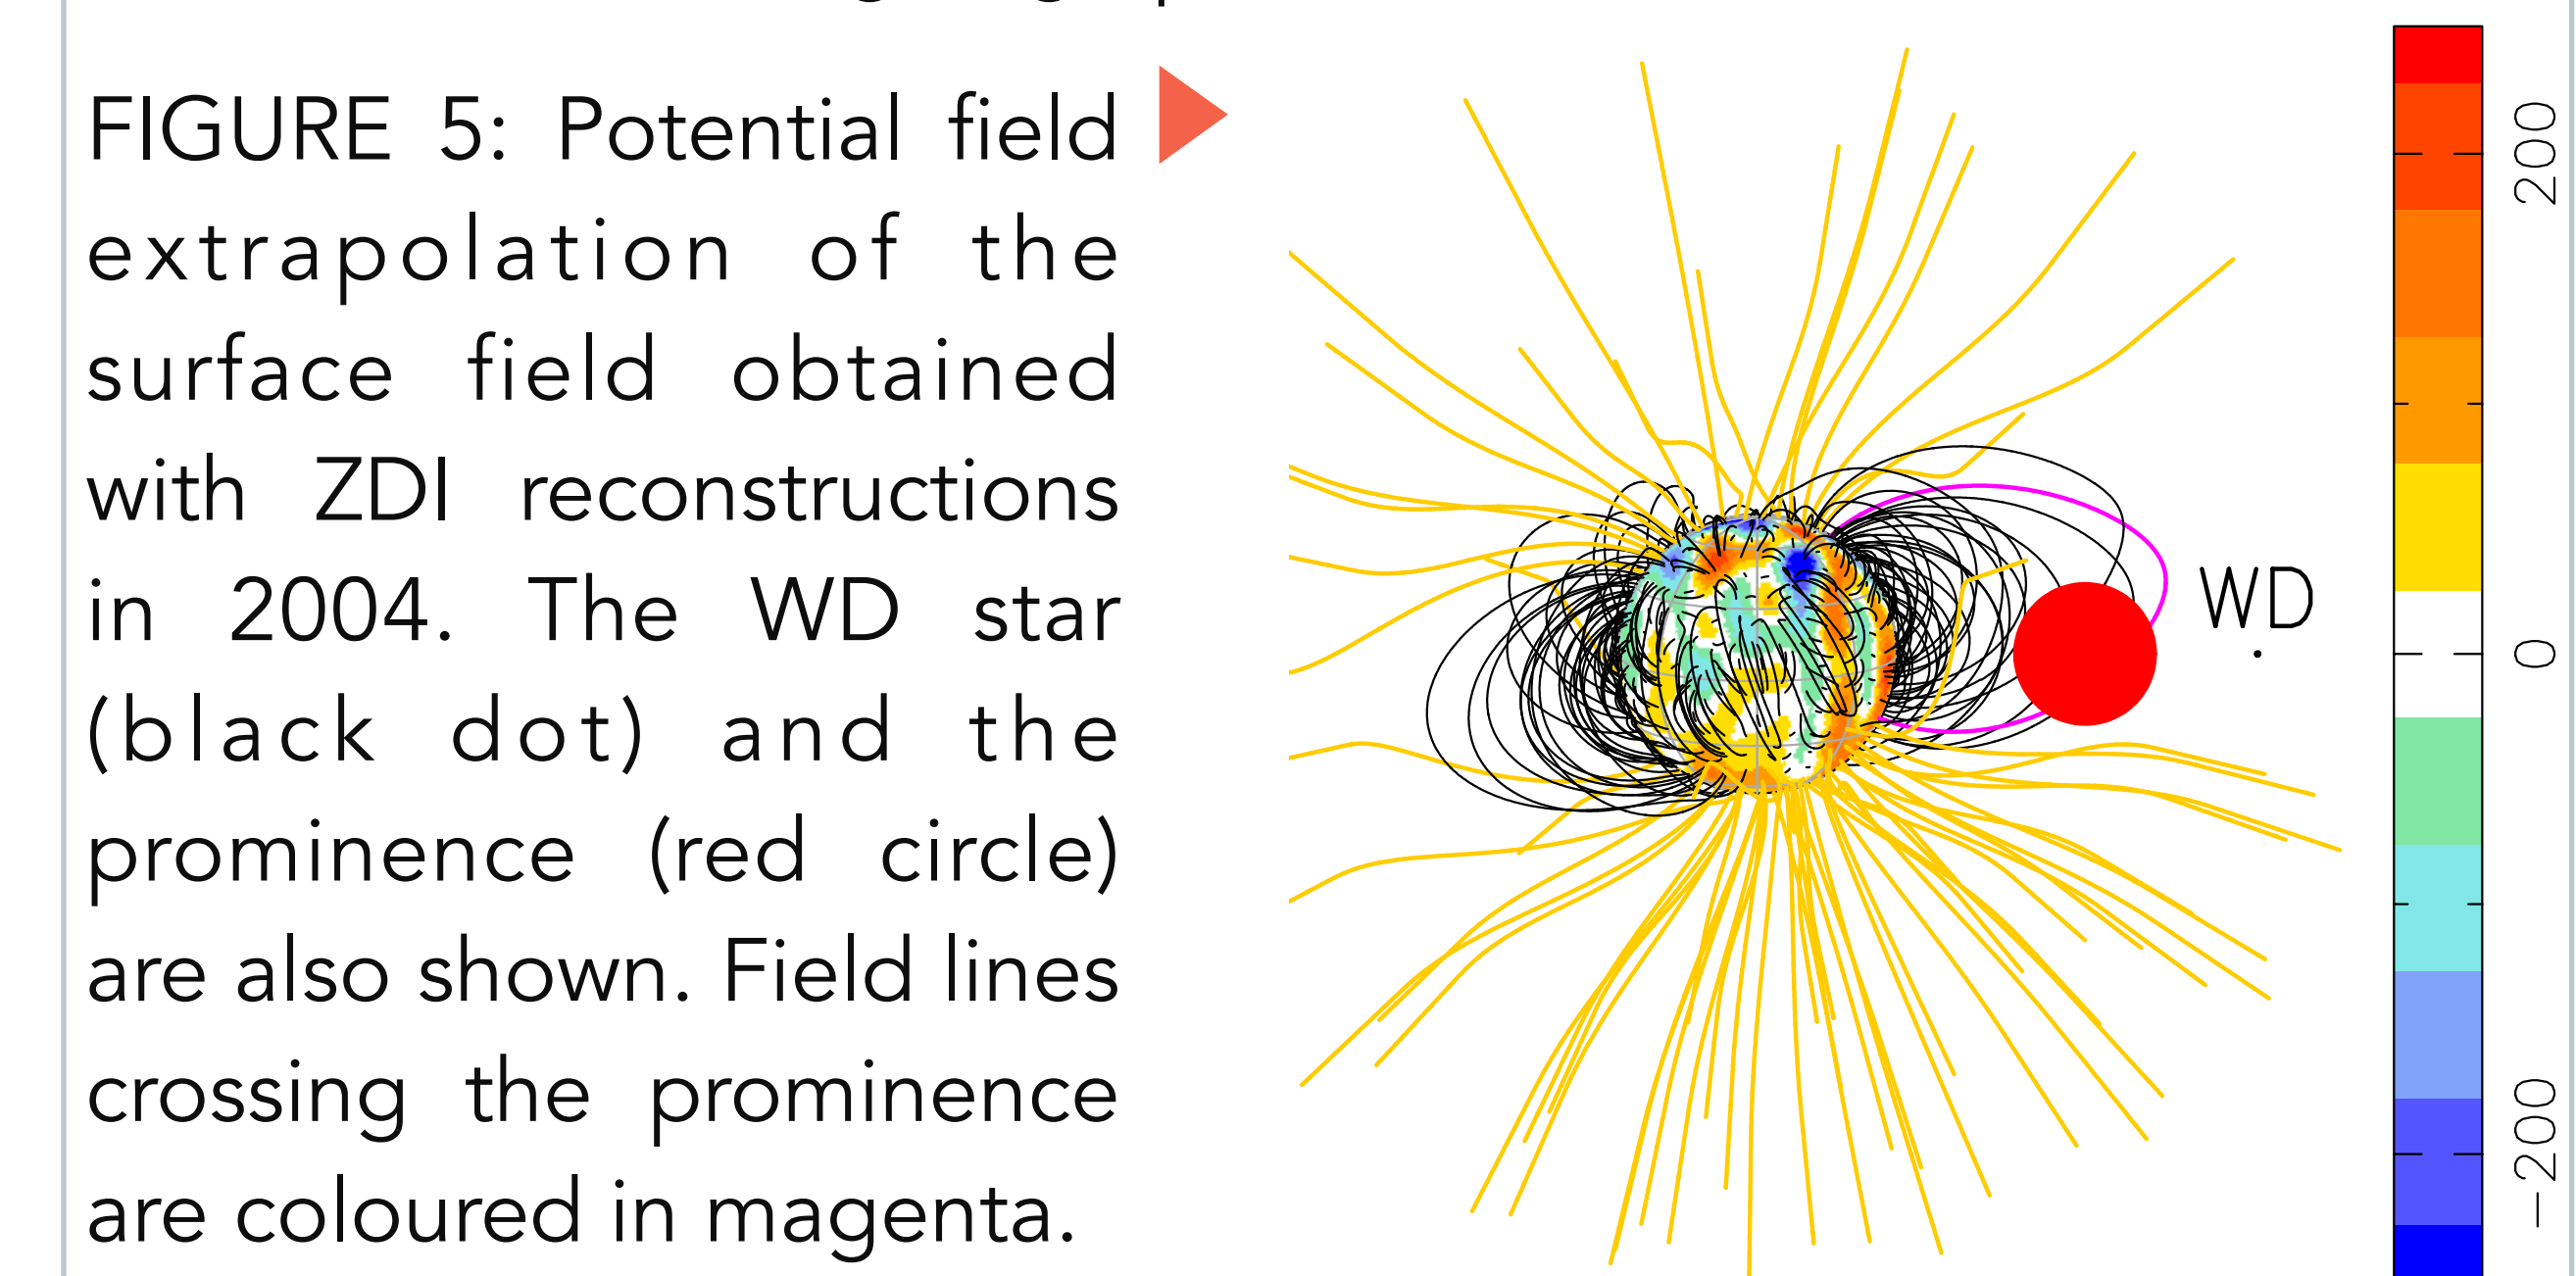 FIGURE 5: Potential field
extrapolation of the
surface field obtained
with ZDI reconstructions
in 2004. The WD star
(black dot) and the
prominence (red circle)
are also shown. Field lines
crossing the prominence
are coloured in magenta.
WD
200
0
−200